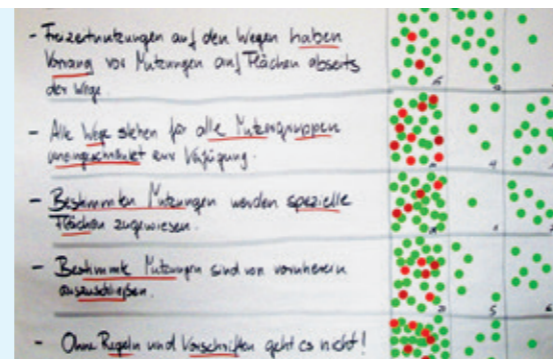 - Freizeitnutzungen auf den Wegen haben
Vorrang vor Nutzungen auf Flächen abseits
der Wege.
- Alle Wege stehen für alle Nutzergruppen
uneingeschränkt zur Verfügung.
- Bestimmten Nutzungen werden spezielle
Flächen zugewiesen.
- Bestimmte Nutzungen sind von vornherein
auszuschließen.
- Ohne Regeln und Vorschriften geht es nicht!